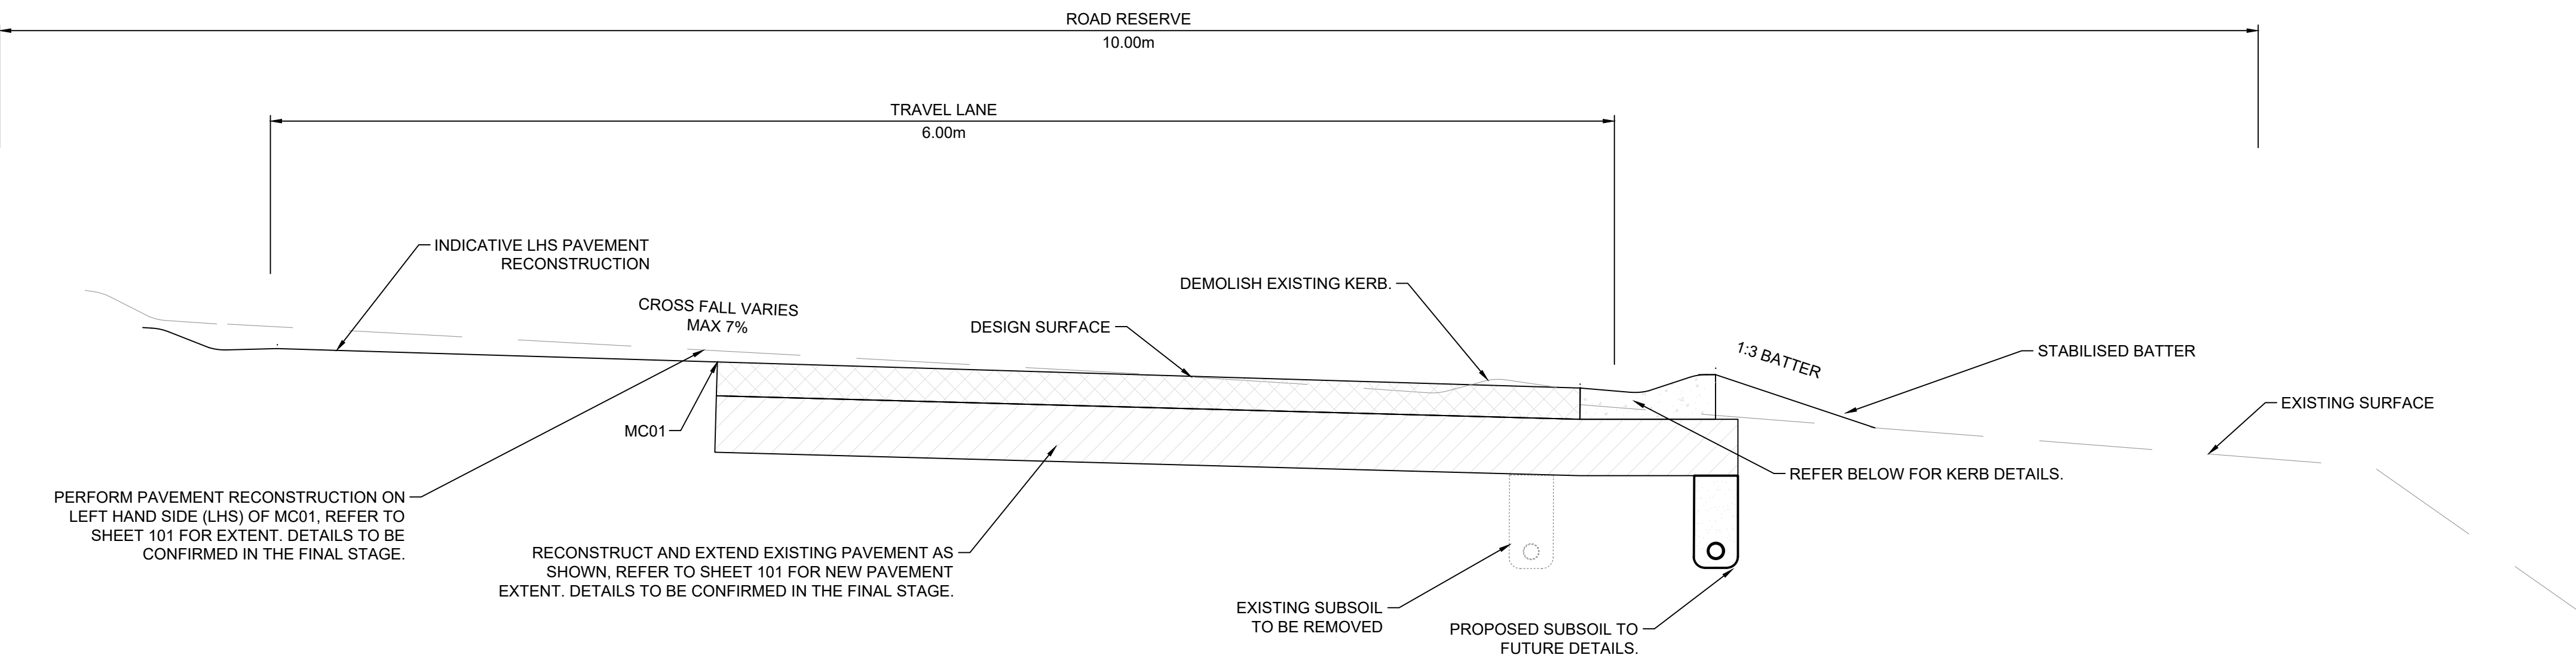 ROAD RESERVE
10.00m
TRAVEL LANE
6.00m
INDICATIVE LHS PAVEMENT
RECONSTRUCTION
CROSS FALL VARIES
MAX 7%
DESIGN SURFACE
DEMOLISH EXISTING KERB.
1:3 BATTER
STABILISED BATTER
EXISTING SURFACE
MC01
REFER BELOW FOR KERB DETAILS.
PERFORM PAVEMENT RECONSTRUCTION ON
LEFT HAND SIDE (LHS) OF MC01, REFER TO
SHEET 101 FOR EXTENT. DETAILS TO BE
CONFIRMED IN THE FINAL STAGE.
RECONSTRUCT AND EXTEND EXISTING PAVEMENT AS
SHOWN, REFER TO SHEET 101 FOR NEW PAVEMENT
EXTENT. DETAILS TO BE CONFIRMED IN THE FINAL STAGE.
EXISTING SUBSOIL
TO BE REMOVED
PROPOSED SUBSOIL TO
FUTURE DETAILS.